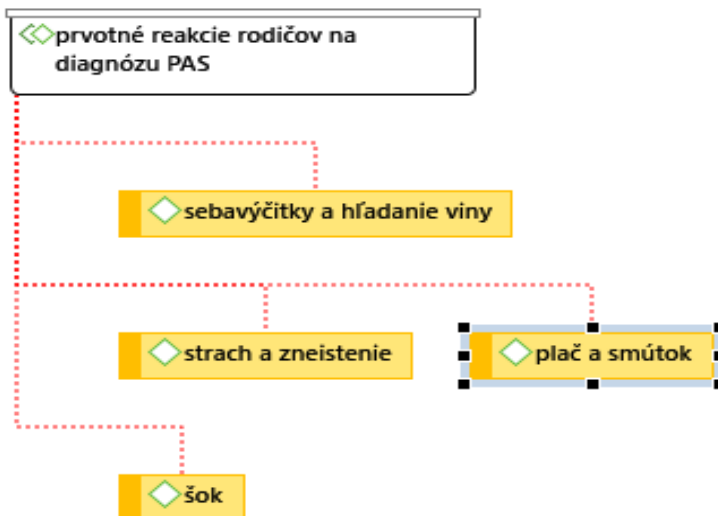 prvotné reakcie rodičov na
diagnózu PAS
sebavýčitky a hľadanie viny
strach a zneistenie
plač a smútok
šok